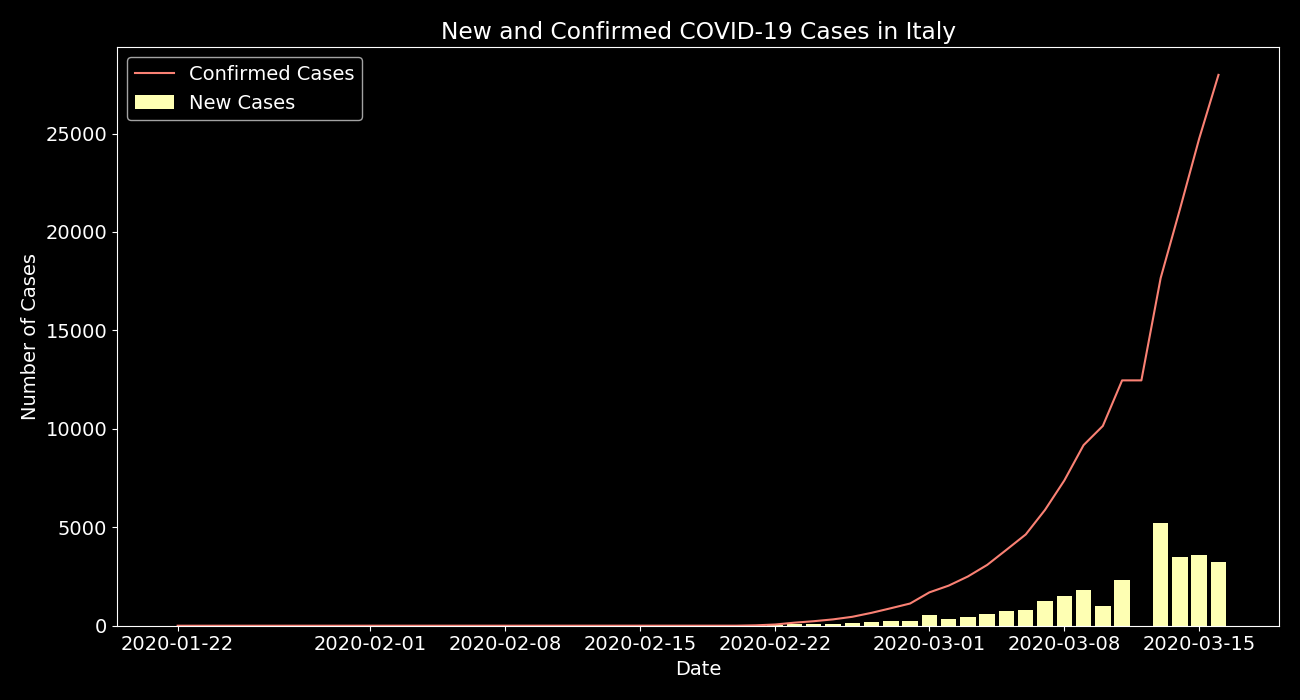 New and Confirmed COVID-19 Cases in Italy
Confirmed Cases
New Cases
Number of Cases
25000
20000
15000
10000
5000
0
2020-01-22
2020-02-01
2020-02-08
2020-02-15
2020-02-22
2020-03-01
2020-03-08
2020-03-15
Date